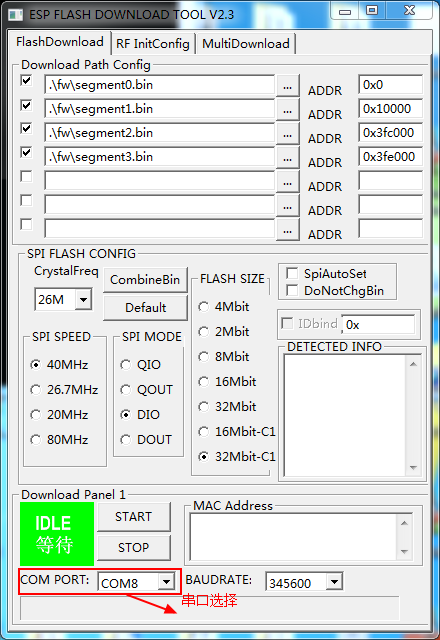 ESP FLASH DOWNLOAD TOOL V2.3
FlashDownload RF InitConfig MultiDownload
Download Path Config
.\fw\segment0.bin ... ADDR 0x0
.\fw\segment1.bin ... ADDR 0x10000
.\fw\segment2.bin ... ADDR 0x3fc000
.\fw\segment3.bin ... ADDR 0x3fe000
... ADDR
... ADDR
... ADDR
SPI FLASH CONFIG
CrystalFreq
26M
CombineBin
Default
SPI SPEED
40MHz
26.7MHz
20MHz
80MHz
SPI MODE
QIO
QOUT
DIO
DOUT
FLASH SIZE
4Mbit
2Mbit
8Mbit
16Mbit
32Mbit
16Mbit-C1
32Mbit-C1
SpiAutoSet
DoNotChgBin
IDbind 0x
DETECTED INFO
Download Panel 1
IDLE
等待
START
STOP
MAC Address
COM PORT: COM8 BAUDRATE: 345600
串口选择